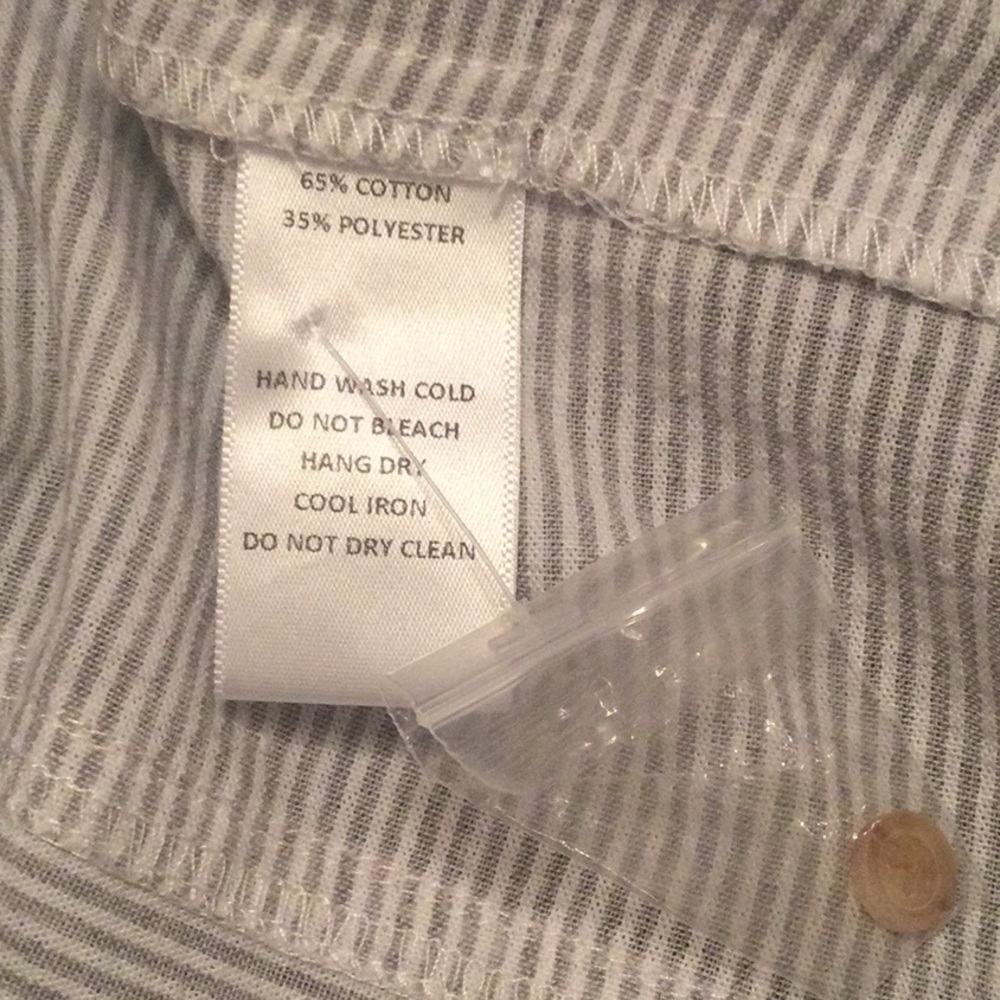 65% COTTON
35% POLYESTER
HAND WASH COLD
DO NOT BLEACH
HANG DRY
COOL IRON
DO NOT DRY CLEAN